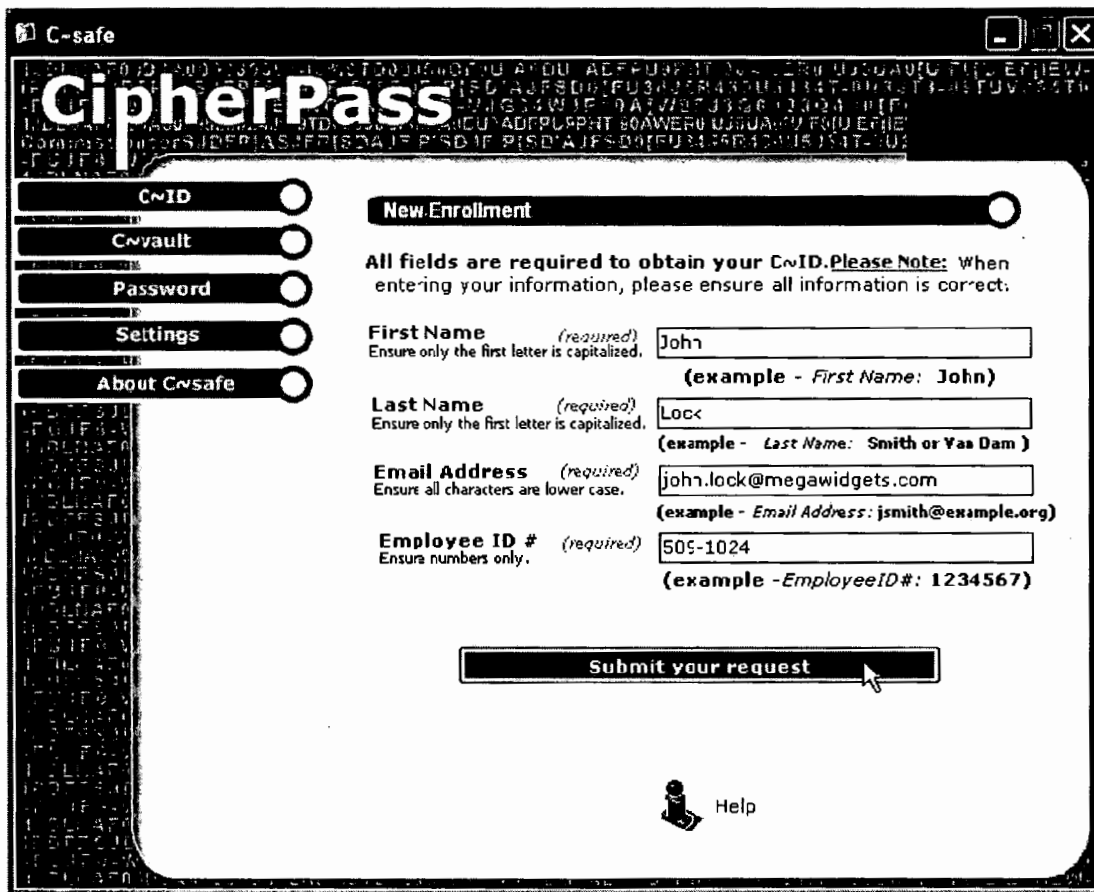 C~safe
CipherPass
C~ID
C~vault
Password
Settings
About C~safe
New Enrollment
All fields are required to obtain your C~ID. Please Note: When
entering your information, please ensure all information is correct.
First Name (required) John
Ensure only the first letter is capitalized.
(example - First Name: John)
Last Name (required) Lock
Ensure only the first letter is capitalized.
(example - Last Name: Smith or Van Dam )
Email Address (required) john.lock@megawidgets.com
Ensure all characters are lower case.
(example - Email Address: jsmith@example.org)
Employee ID # (required) 509-1024
Ensure numbers only.
(example -EmployeeID#: 1234567)
Submit your request
Help